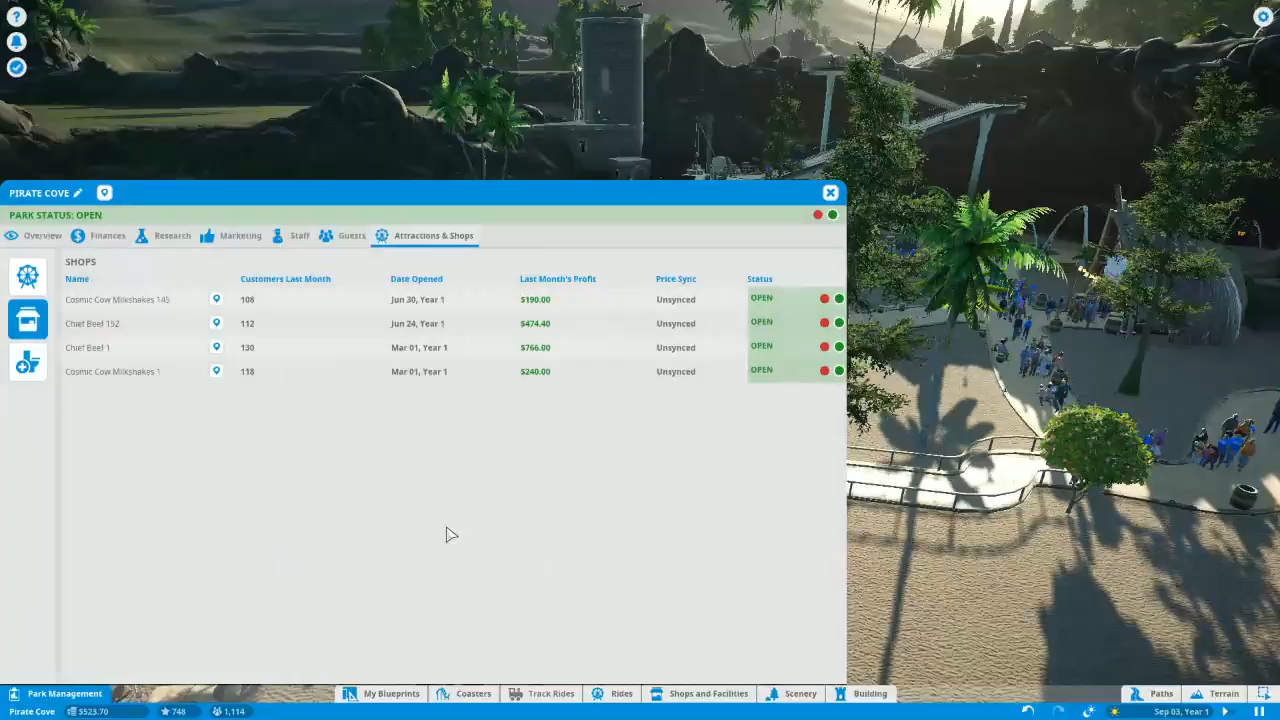 PIRATE COVE
PARK STATUS: OPEN
Overview Finances Research Marketing Staff Guests Attractions & Shops
SHOPS
Name Customers Last Month Date Opened Last Month's Profit Price Sync Status
Cosmic Cow Milkshakes 145 108 Jun 30, Year 1 $190.00 Unsynced OPEN
Chief Beef 152 112 Jun 24, Year 1 $474.40 Unsynced OPEN
Chief Beef 1 130 Mar 01, Year 1 $766.00 Unsynced OPEN
Cosmic Cow Milkshakes 1 118 Mar 01, Year 1 $240.00 Unsynced OPEN
Park Management My Blueprints Coasters Track Rides Rides Shops and Facilities Scenery Building Paths Terrain
Pirate Cove $523.70 748 1,114 Sep 03, Year 1